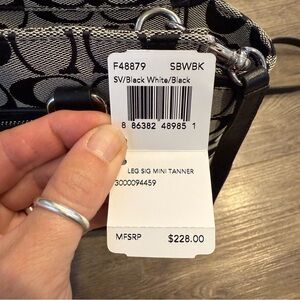 F48879 SBWBK
SV/Black White/Black
8 86382 48985 1
LEG SIG MINI TANNER
3000094459
MFSRP $228.00